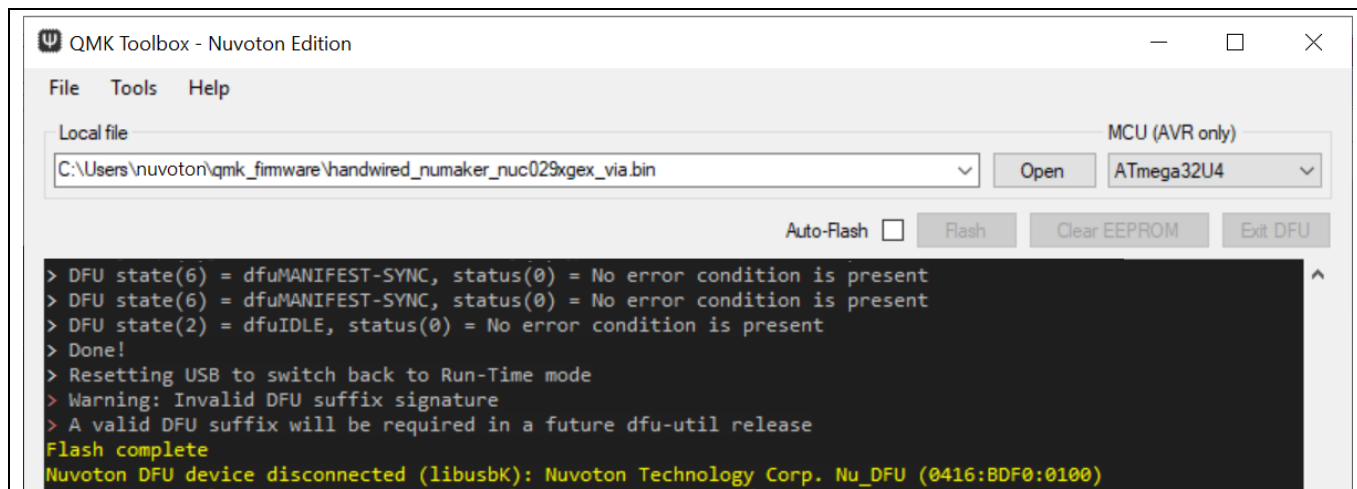 QMK Toolbox - Nuvoton Edition
File Tools Help
Local file
MCU (AVR only)
C:\Users\nuvoton\qmk_firmware\handwired_numaker_nuc029xgex_via.bin
Open
ATmega32U4
Auto-Flash
Flash
Clear EEPROM
Exit DFU
> DFU state(6) = dfuMANIFEST-SYNC, status(0) = No error condition is present
> DFU state(6) = dfuMANIFEST-SYNC, status(0) = No error condition is present
> DFU state(2) = dfuIDLE, status(0) = No error condition is present
> Done!
> Resetting USB to switch back to Run-Time mode
> Warning: Invalid DFU suffix signature
> A valid DFU suffix will be required in a future dfu-util release
Flash complete
Nuvoton DFU device disconnected (libusbK): Nuvoton Technology Corp. Nu_DFU (0416:BDF0:0100)